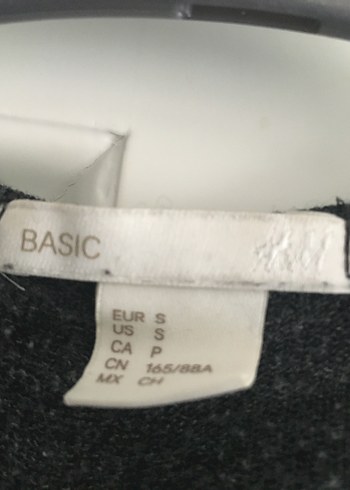 BASIC H&M
EUR S
US S
CA P
CN 165/88A
MX CH